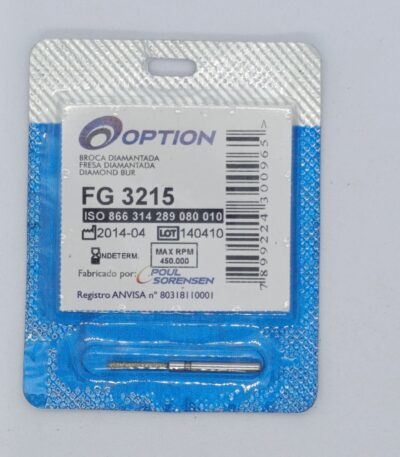 OPTION
BROCA DIAMANTADA
FRESA DIAMANTADA
DIAMOND BUR
FG 3215
ISO 866 314 289 080 010
2014-04 LOT 140410
INDETERM. MAX RPM
450.000
Fabricado por: POUL
SORENSEN
Registro ANVISA nº 80318110001
7899224300965>